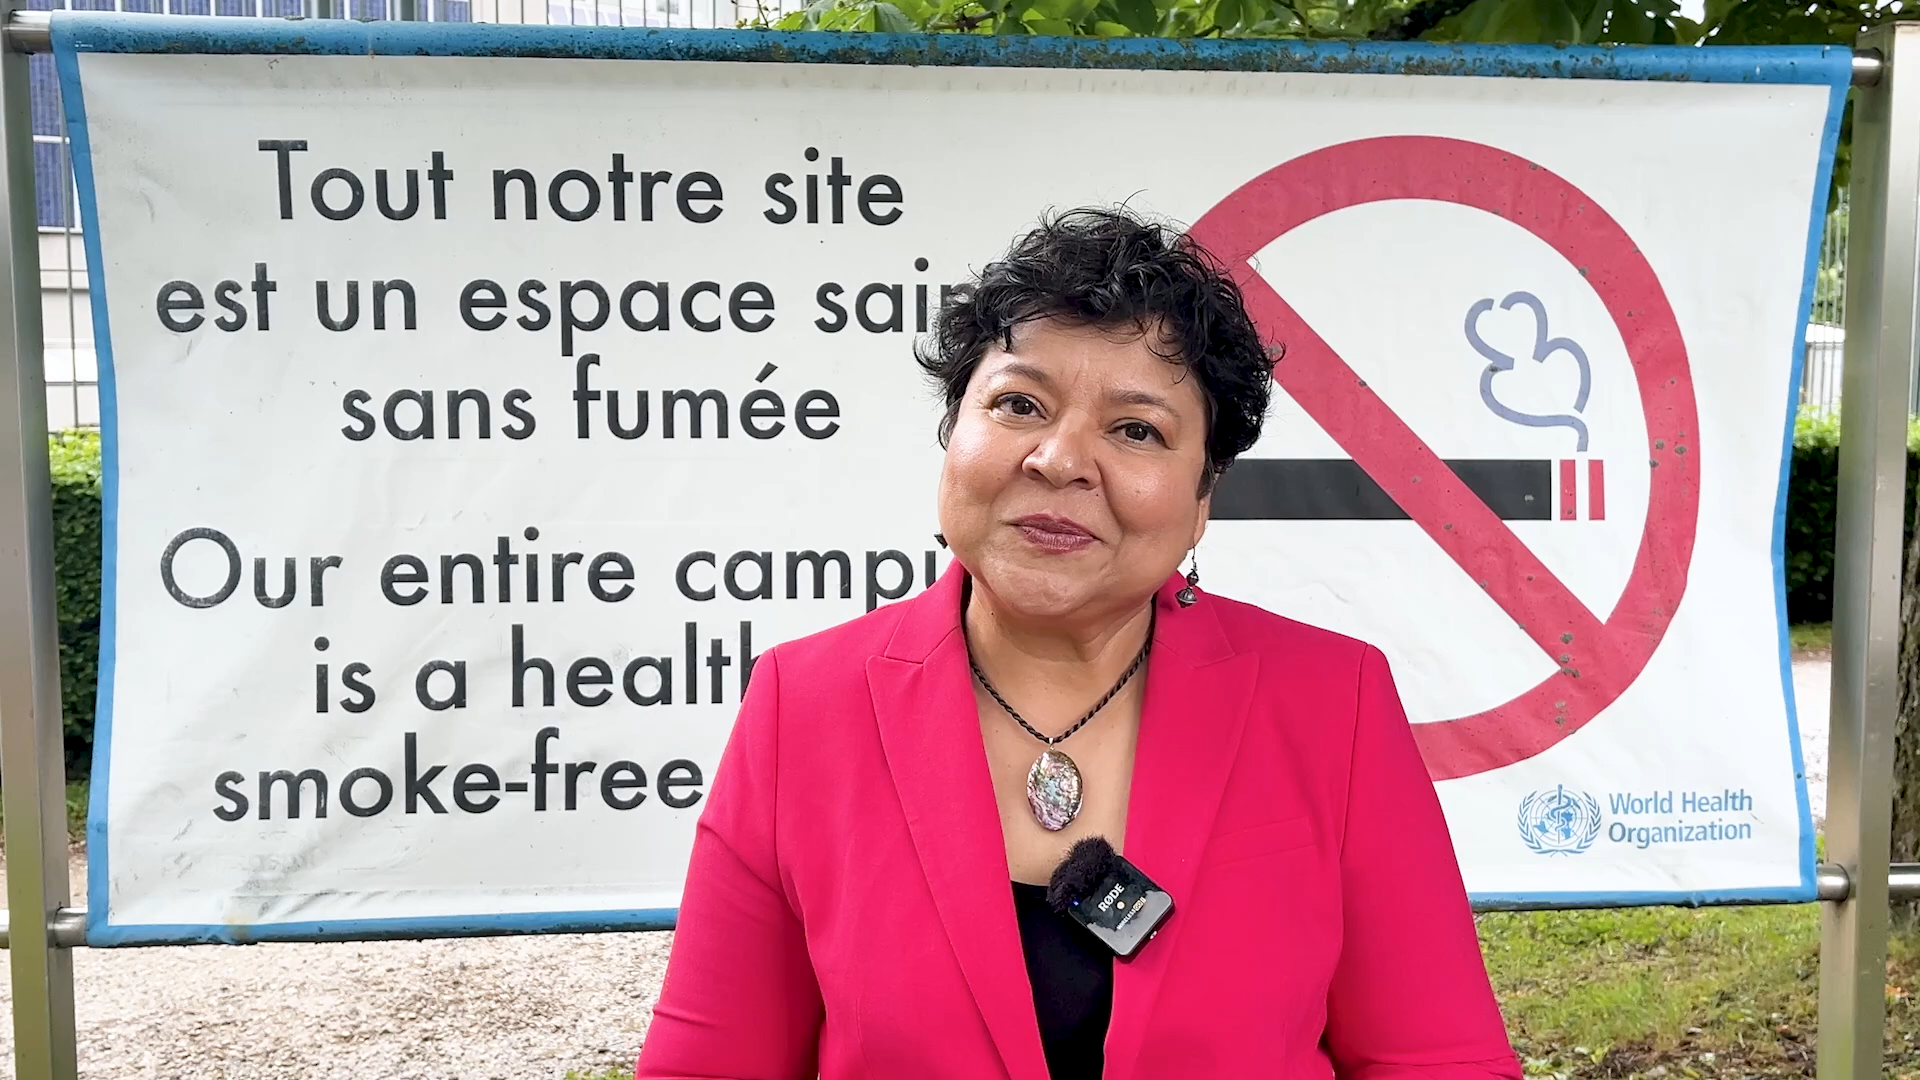 Tout notre site
est un espace sai
sans fumée
Our entire camp
is a healt
smoke-free
World Health
Organization
RØDE